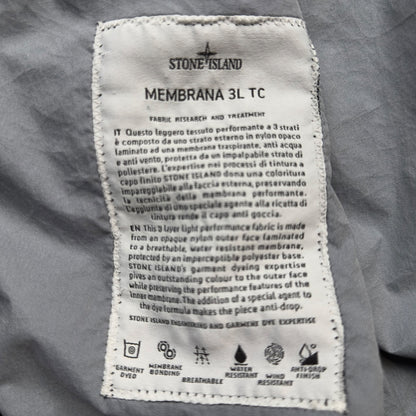 STONE ISLAND
MEMBRANA 3L TC
FABRIC RESEARCH AND TREATMENT
IT Questo leggero tessuto performante a 3 strati
è composto da uno strato esterno in nylon opaco
laminato ad una membrana traspirante, anti acqua
e anti vento, protetta da un impalpabile strato di
poliestere. L'expertise nei processi di tintura a
capo finito STONE ISLAND dona una coloritura
impareggiabile alla faccia esterna, preservando
la tecnicità della membrana performante.
L'aggiunta di uno speciale agente alla ricetta di
tintura rende il capo anti goccia.
EN This 3 layer light performance fabric is made
from an opaque nylon outer face laminated
to a breathable, water resistant membrane,
protected by an imperceptible polyester base.
STONE ISLAND's garment dyeing expertise
gives an outstanding colour to the outer face
while preserving the performance features of the
inner membrane. The addition of a special agent to
the dye formula makes the piece anti-drop.
STONE ISLAND ENGINEERING AND GARMENT DYE EXPERTISE
GARMENT DYED
MEMBRANE BONDING
BREATHABLE
WATER RESISTANT
WIND RESISTANT
ANTI-DROP FINISH